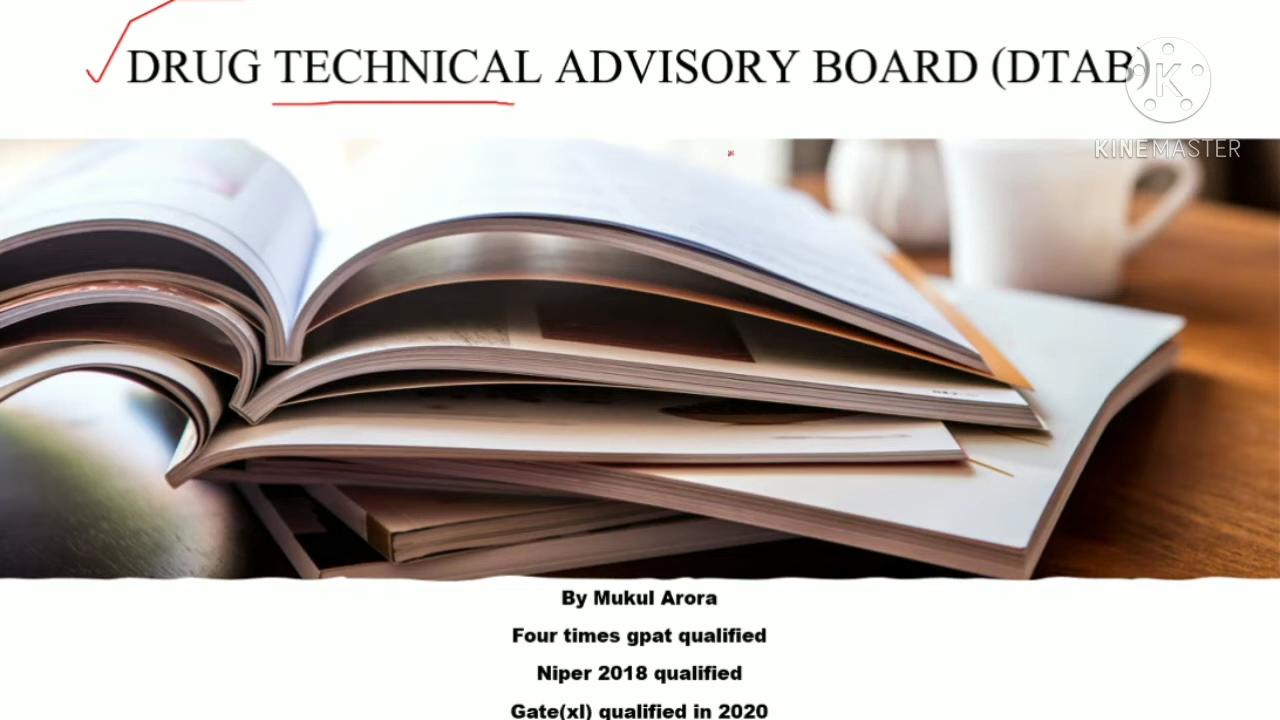 DRUG TECHNICAL ADVISORY BOARD (DTAB)
K
KINEMASTER
By Mukul Arora
Four times gpat qualified
Niper 2018 qualified
Gate(xl) qualified in 2020